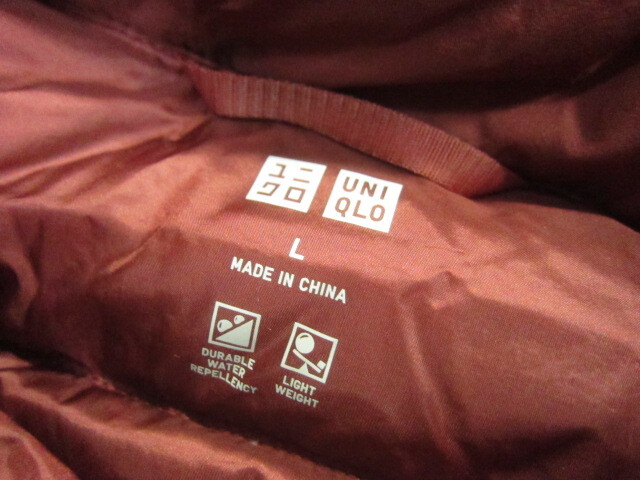 ユニ
クロ
UNI
QLO
L
MADE IN CHINA
DURABLE
WATER
REPELLENCY
LIGHT
WEIGHT